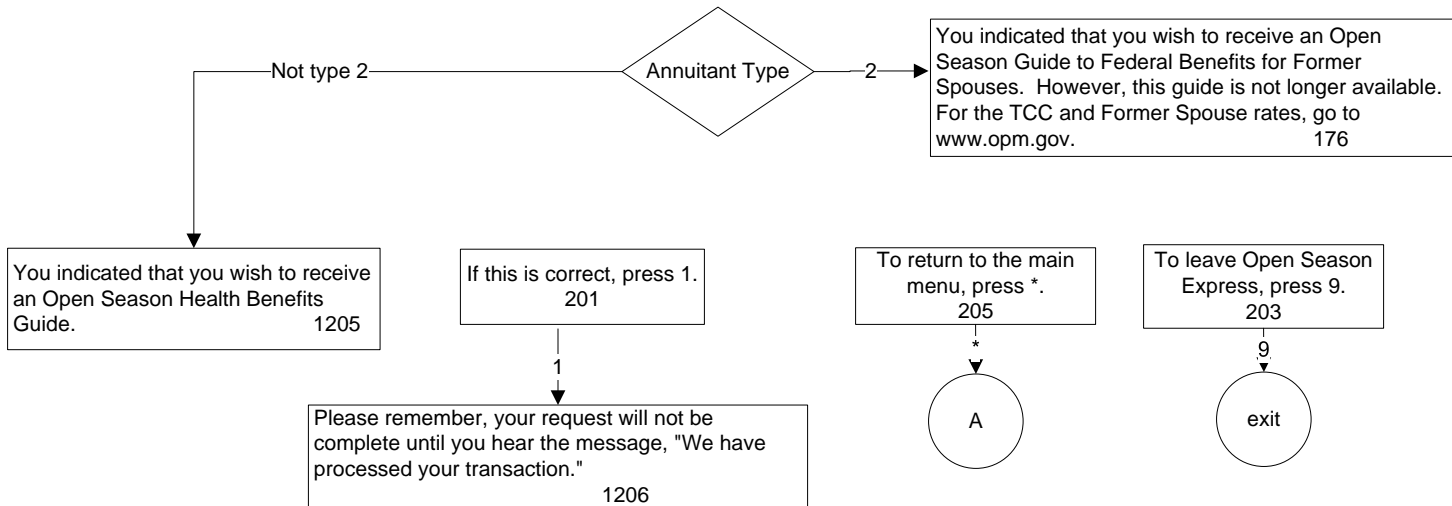 Annuitant Type
Not type 2
2
You indicated that you wish to receive an Open
Season Guide to Federal Benefits for Former
Spouses.  However, this guide is not longer available.
For the TCC and Former Spouse rates, go to
www.opm.gov. 176
You indicated that you wish to receive
an Open Season Health Benefits
Guide. 1205
If this is correct, press 1.
201
To return to the main
menu, press *.
205
To leave Open Season
Express, press 9.
203
1
*
9
Please remember, your request will not be
complete until you hear the message, "We have
processed your transaction."
1206
A
exit